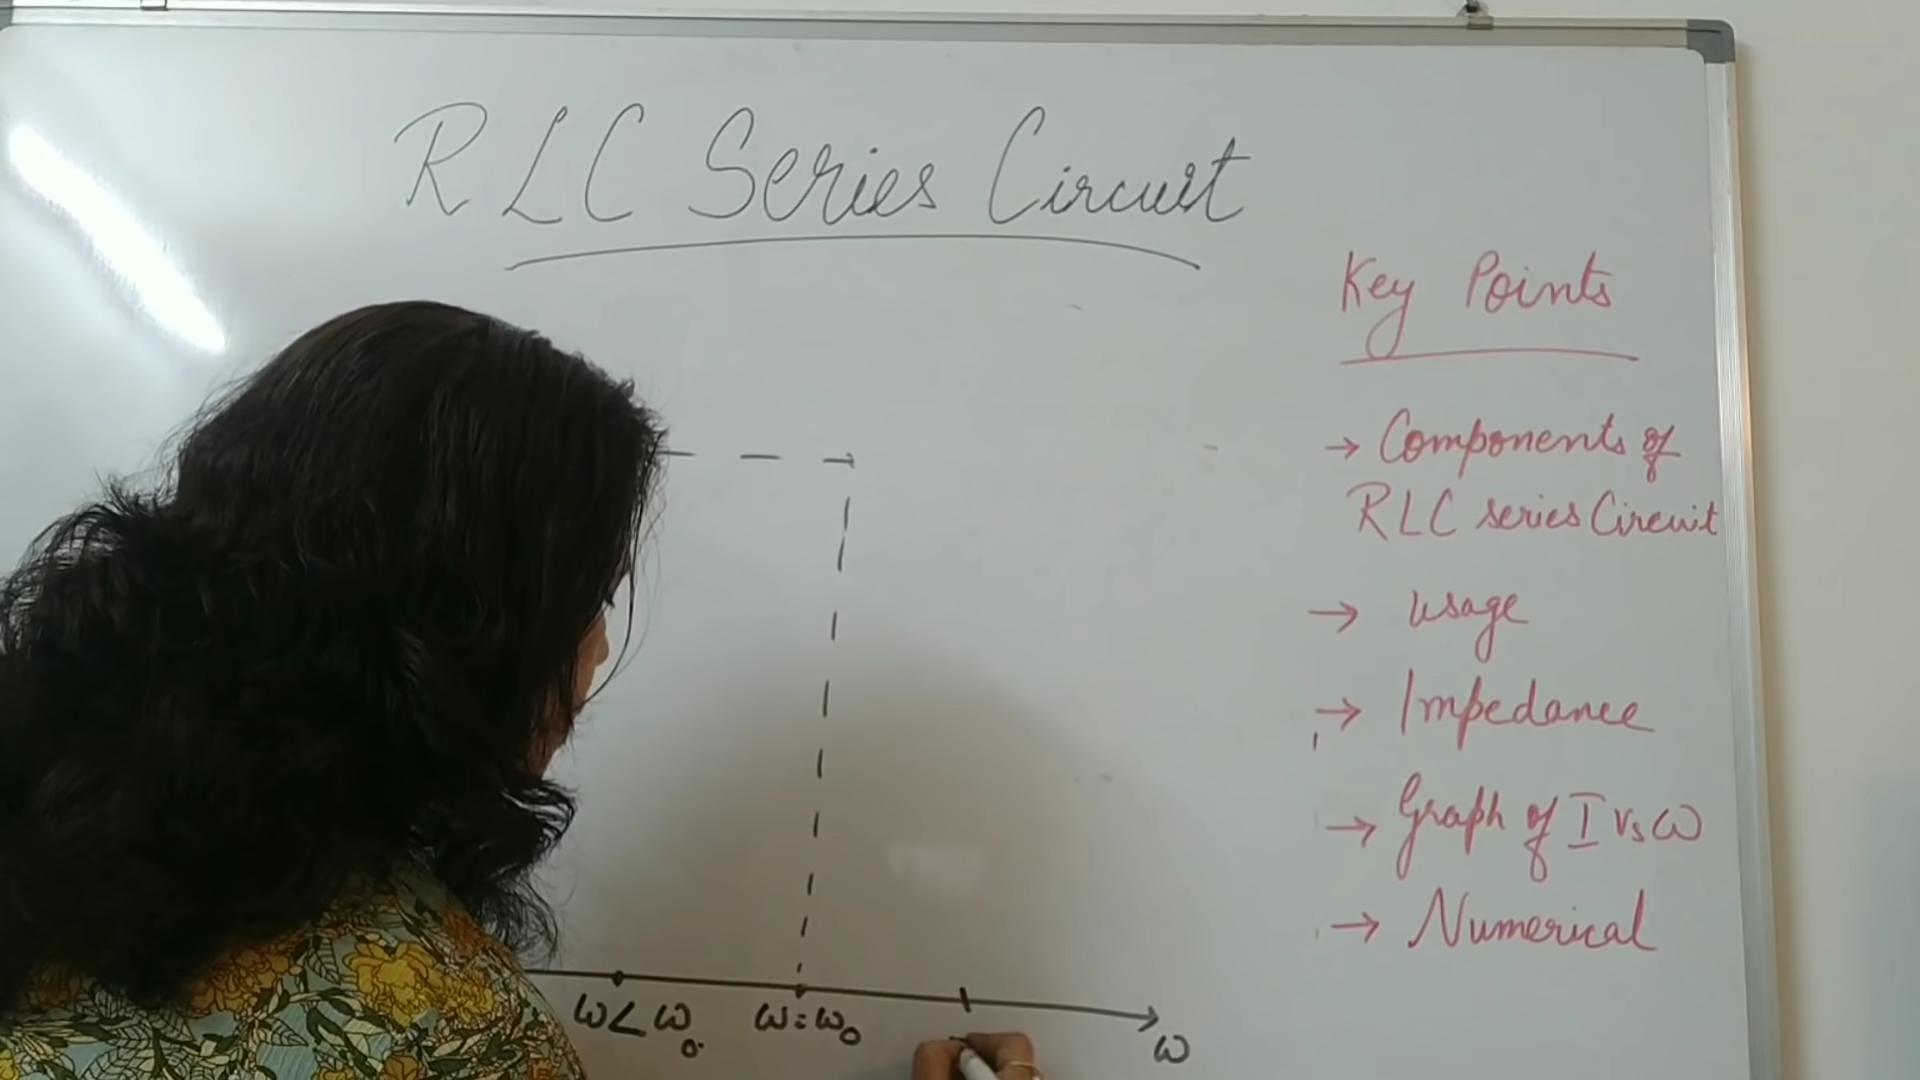 RLC Series Circuit
Key Points
→ Components of
RLC series Circuit
→ Usage
→ Impedance
→ Graph of I vs ω
→ Numerical
ω < ω₀ ω = ω₀
ω